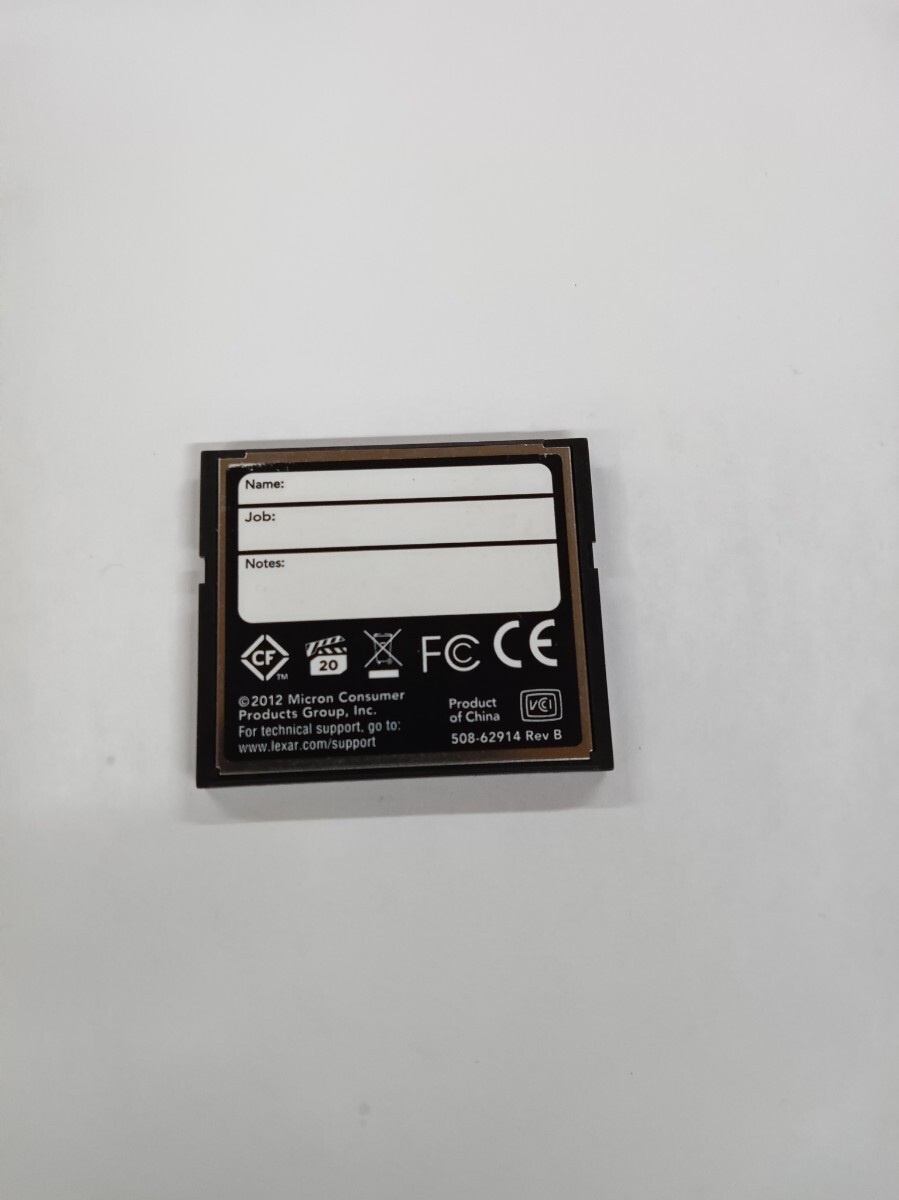 Name:
Job:
Notes:
CF TM
20
FC CE
©2012 Micron Consumer
Products Group, Inc.
For technical support, go to:
www.lexar.com/support
Product
of China
VCI
508-62914 Rev B